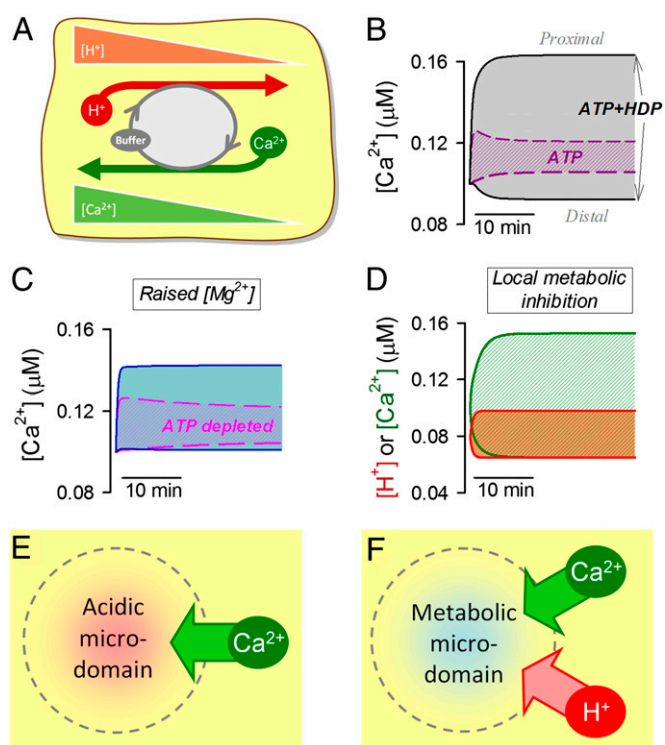 A
[H⁺]
H⁺
Buffer
Ca²⁺
[Ca²⁺]
B
[Ca²⁺] (μM)
0.16
0.12
0.08
Proximal
ATP+HDP
ATP
Distal
10 min
C
Raised [Mg²⁺]
[Ca²⁺] (μM)
0.16
0.12
0.08
ATP depleted
10 min
D
Local metabolic
inhibition
[H⁺] or [Ca²⁺] (μM)
0.16
0.12
0.08
0.04
10 min
E
Acidic
micro-
domain
Ca²⁺
F
Metabolic
micro-
domain
Ca²⁺
H⁺